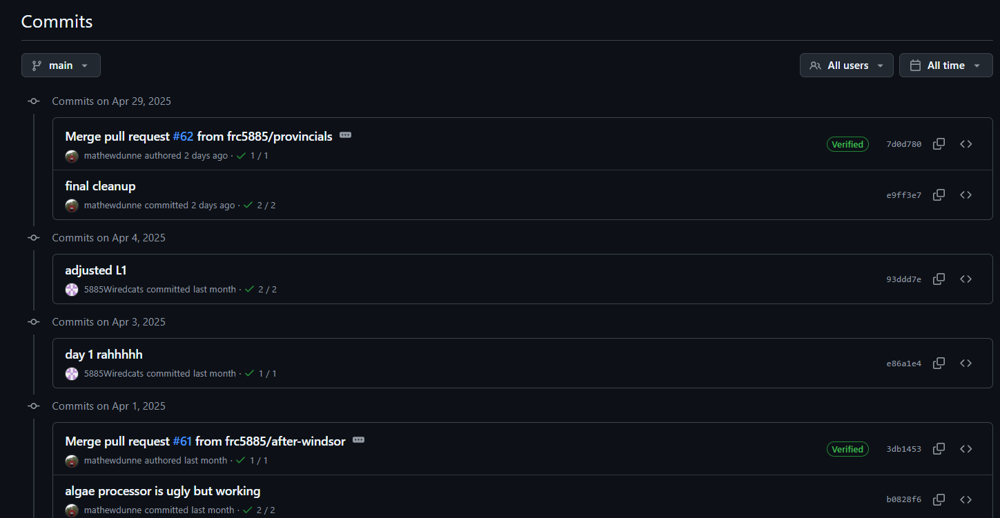 Commits
main
All users
All time
Commits on Apr 29, 2025
Merge pull request #62 from frc5885/provincials
mathewdunne authored 2 days ago · 1 / 1
Verified
7d0d780
final cleanup
mathewdunne committed 2 days ago · 2 / 2
e9ff3e7
Commits on Apr 4, 2025
adjusted L1
5885Wiredcats committed last month · 2 / 2
93ddd7e
Commits on Apr 3, 2025
day 1 rahhhhh
5885Wiredcats committed last month · 1 / 1
e86a1e4
Commits on Apr 1, 2025
Merge pull request #61 from frc5885/after-windsor
mathewdunne authored last month · 1 / 1
Verified
3db1453
algae processor is ugly but working
mathewdunne committed last month · 2 / 2
b0828f6